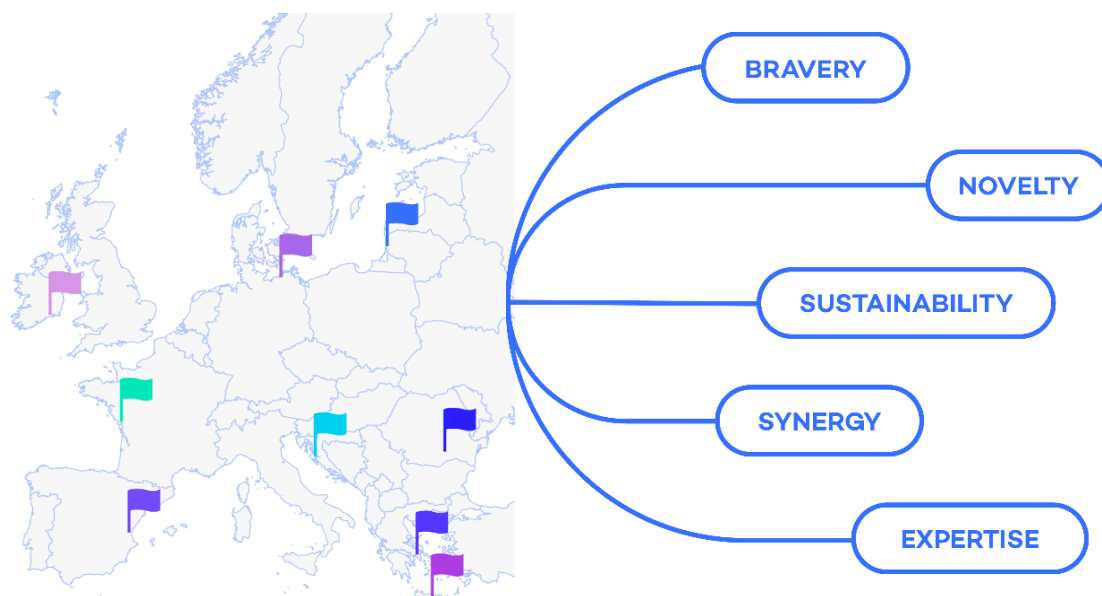 BRAVERY
NOVELTY
SUSTAINABILITY
SYNERGY
EXPERTISE